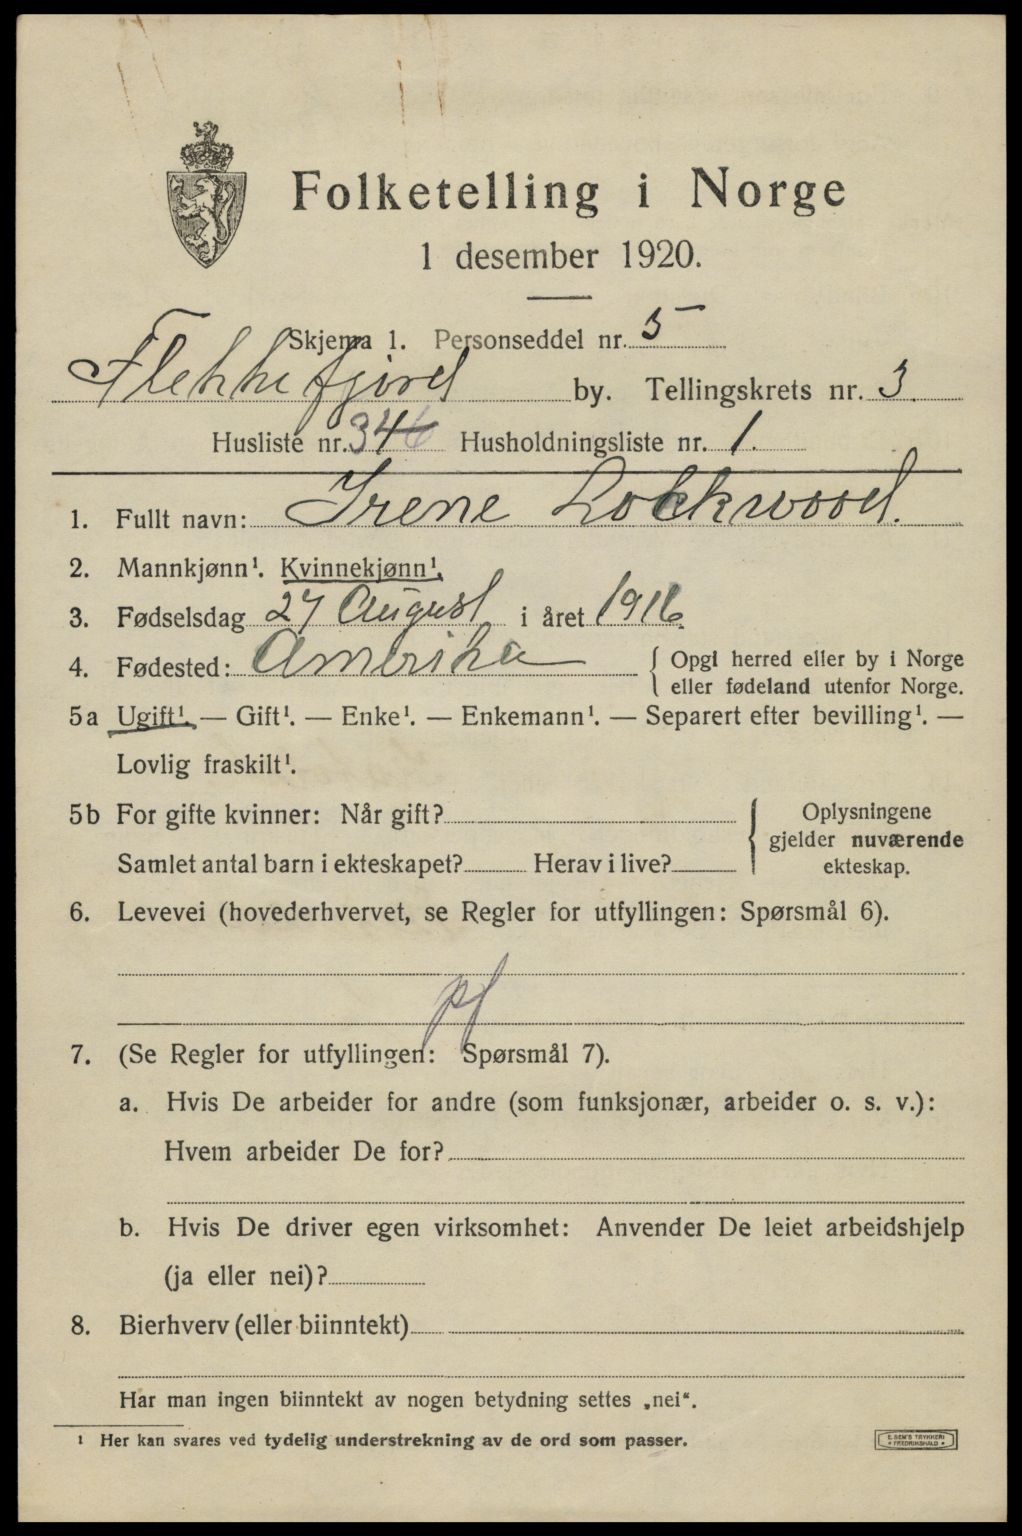 Folketelling i Norge
1 desember 1920.
Skjema 1. Personseddel nr. 5
Flekkefjord by. Tellingskrets nr. 3
Husliste nr. 34 Husholdningsliste nr. 1.
1. Fullt navn: Irene Lockwood.
2. Mannkjønn¹. Kvinnekjønn¹.
3. Fødselsdag 27 August i året 1916.
4. Fødested: Amerika { Opgi herred eller by i Norge
eller fødeland utenfor Norge.
5a Ugift¹. — Gift¹. — Enke¹. — Enkemann¹. — Separert efter bevilling¹. —
Lovlig fraskilt¹.
5b For gifte kvinner: Når gift? { Oplysningene
gjelder nuværende
Samlet antal barn i ekteskapet? Herav i live? ekteskap.
6. Levevei (hovederhvervet, se Regler for utfyllingen: Spørsmål 6).
pf
7. (Se Regler for utfyllingen: Spørsmål 7).
a. Hvis De arbeider for andre (som funksjonær, arbeider o. s. v.):
Hvem arbeider De for?
b. Hvis De driver egen virksomhet: Anvender De leiet arbeidshjelp
(ja eller nei)?
8. Bierhverv (eller biinntekt)
Har man ingen biinntekt av nogen betydning settes „nei“.
¹ Her kan svares ved tydelig understrekning av de ord som passer.
E. SEM'S TRYKKERI
* FREDRIKSHALD *